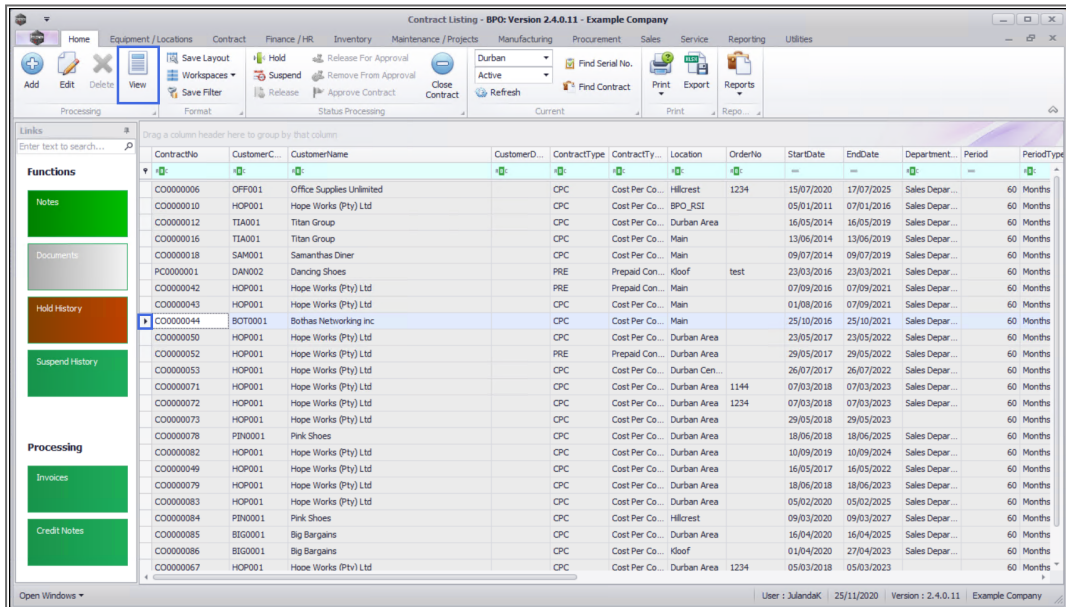 Contract Listing - BPO: Version 2.4.0.11 - Example Company
Home Equipment / Locations Contract Finance / HR Inventory Maintenance / Projects Manufacturing Procurement Sales Service Reporting Utilities
Add Edit Delete View
Save Layout
Workspaces
Save Filter
Hold
Suspend
Release
Release For Approval
Remove From Approval
Approve Contract
Close Contract
Durban
Active
Refresh
Find Serial No.
Find Contract
Print Export Reports
Processing Format Status Processing Current Print Repo...
Links
Enter text to search...
Functions
Notes
Documents
Hold History
Suspend History
Processing
Invoices
Credit Notes
Drag a column header here to group by that column
ContractNo CustomerC... CustomerName CustomerD... ContractType ContractTy... Location OrderNo StartDate EndDate Department... Period PeriodType
CO0000006 OFF001 Office Supplies Unlimited CPC Cost Per Co... Hillcrest 1234 15/07/2020 17/07/2025 Sales Depar... 60 Months
CO0000010 HOP001 Hope Works (Pty) Ltd CPC Cost Per Co... BPO_RSI 05/01/2011 07/01/2016 Sales Depar... 60 Months
CO0000012 TIA001 Titan Group CPC Cost Per Co... Durban Area 16/05/2014 16/05/2019 Sales Depar... 60 Months
CO0000016 TIA001 Titan Group CPC Cost Per Co... Main 13/06/2014 13/06/2019 Sales Depar... 60 Months
CO0000018 SAM001 Samanthas Diner CPC Cost Per Co... Main 09/07/2014 09/07/2019 Sales Depar... 60 Months
PC0000001 DAN002 Dancing Shoes PRE Prepaid Con... Kloof test 23/03/2016 23/03/2021 Sales Depar... 60 Months
CO0000042 HOP001 Hope Works (Pty) Ltd PRE Prepaid Con... Main 07/09/2016 07/09/2021 Sales Depar... 60 Months
CO0000043 HOP001 Hope Works (Pty) Ltd CPC Cost Per Co... Main 01/08/2016 07/09/2021 Sales Depar... 60 Months
CO0000044 BOT0001 Bothas Networking inc CPC Cost Per Co... Main 25/10/2016 25/10/2021 Sales Depar... 60 Months
CO0000050 HOP001 Hope Works (Pty) Ltd CPC Cost Per Co... Durban Area 23/05/2017 23/05/2022 Sales Depar... 60 Months
CO0000052 HOP001 Hope Works (Pty) Ltd PRE Prepaid Con... Durban Area 29/05/2017 29/05/2022 Sales Depar... 60 Months
CO0000053 HOP001 Hope Works (Pty) Ltd CPC Cost Per Co... Durban Cen... 26/07/2017 26/07/2022 Sales Depar... 60 Months
CO0000071 HOP001 Hope Works (Pty) Ltd CPC Cost Per Co... Durban Area 1144 07/03/2018 07/03/2023 Sales Depar... 60 Months
CO0000072 HOP001 Hope Works (Pty) Ltd CPC Cost Per Co... Durban Area 1234 07/03/2018 07/03/2023 Sales Depar... 60 Months
CO0000073 HOP001 Hope Works (Pty) Ltd CPC Cost Per Co... Durban Area 29/05/2018 29/05/2023 60 Months
CO0000078 PIN0001 Pink Shoes CPC Cost Per Co... Durban Area 18/06/2018 18/06/2025 Sales Depar... 60 Months
CO0000082 HOP001 Hope Works (Pty) Ltd CPC Cost Per Co... Durban Area 10/09/2019 10/09/2024 Sales Depar... 60 Months
CO0000049 HOP001 Hope Works (Pty) Ltd CPC Cost Per Co... Durban Area 16/05/2017 16/05/2022 Sales Depar... 60 Months
CO0000079 HOP001 Hope Works (Pty) Ltd CPC Cost Per Co... Durban Area 18/06/2018 18/06/2023 Sales Depar... 60 Months
CO0000083 HOP001 Hope Works (Pty) Ltd CPC Cost Per Co... Durban Area 05/02/2020 05/02/2025 Sales Depar... 60 Months
CO0000084 PIN0001 Pink Shoes CPC Cost Per Co... Hillcrest 09/03/2020 09/03/2027 Sales Depar... 60 Months
CO0000085 BIG0001 Big Bargains CPC Cost Per Co... Durban Area 16/04/2020 16/04/2025 Sales Depar... 60 Months
CO0000086 BIG0001 Big Bargains CPC Cost Per Co... Kloof 01/04/2020 27/04/2023 Sales Depar... 60 Months
CO0000067 HOP001 Hope Works (Pty) Ltd CPC Cost Per Co... Durban Area 1234 05/03/2018 05/03/2023 60 Months
Open Windows User : JulandaK 25/11/2020 Version : 2.4.0.11 Example Company